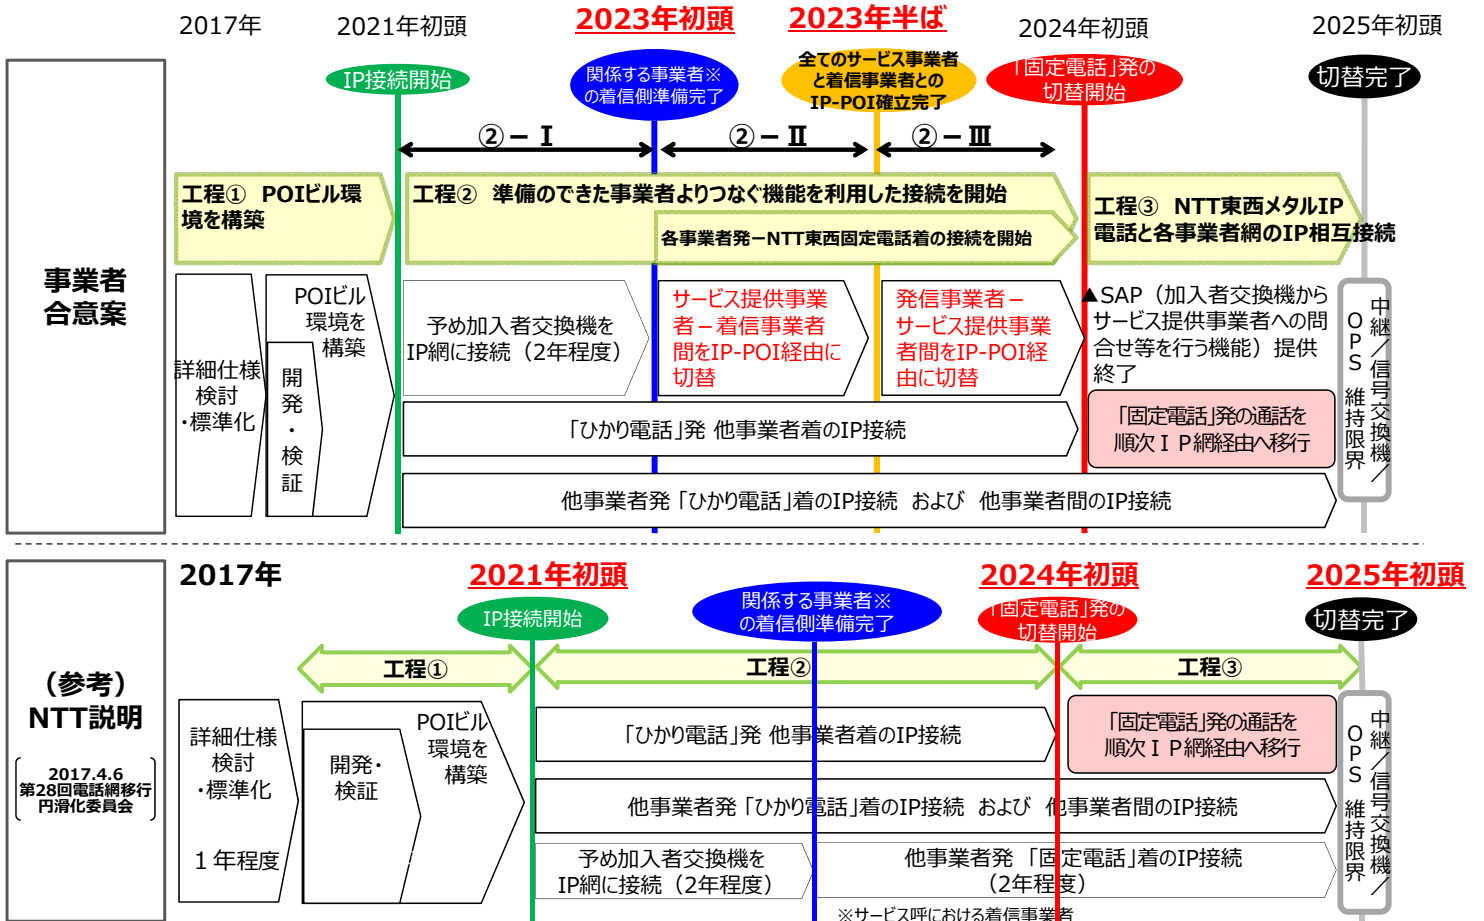 2017年
2021年初頭
2023年初頭
2023年半ば
2024年初頭
2025年初頭
IP接続開始
関係する事業者※
の着信側準備完了
全てのサービス事業者
と着信事業者との
IP-POI確立完了
「固定電話」発の
切替開始
切替完了
②－Ⅰ
②－Ⅱ
②－Ⅲ
事業者
合意案
工程① POIビル環
境を構築
工程② 準備のできた事業者よりつなぐ機能を利用した接続を開始
各事業者発－NTT東西固定電話着の接続を開始
工程③ NTT東西メタルIP
電話と各事業者網のIP相互接続
詳細仕様
検討
・標準化
開発・検証
POIビル
環境を
構築
予め加入者交換機を
IP網に接続（2年程度）
サービス提供事業
者－着信事業者
間をIP-POI経由に
切替
発信事業者－
サービス提供事業
者間をIP-POI経
由に切替
▲SAP（加入者交換機から
サービス提供事業者への問
合せ等を行う機能）提供
終了
「ひかり電話」発 他事業者着のIP接続
「固定電話」発の通話を
順次ＩＰ網経由へ移行
他事業者発「ひかり電話」着のIP接続 および 他事業者間のIP接続
中継/信号交換機/
OPS 維持限界
（参考）
NTT説明
2017.4.6
第28回電話網移行
円滑化委員会
2017年
2021年初頭
2024年初頭
2025年初頭
IP接続開始
関係する事業者※
の着信側準備完了
「固定電話」発の
切替開始
切替完了
工程①
工程②
工程③
詳細仕様
検討
・標準化
１年程度
開発・
検証
POIビル
環境を
構築
「ひかり電話」発 他事業者着のIP接続
「固定電話」発の通話を
順次ＩＰ網経由へ移行
他事業者発「ひかり電話」着のIP接続 および 他事業者間のIP接続
予め加入者交換機を
IP網に接続（2年程度）
他事業者発 「固定電話」着のIP接続
（2年程度）
中継/信号交換機/
OPS 維持限界
※サービス呼における着信事業者